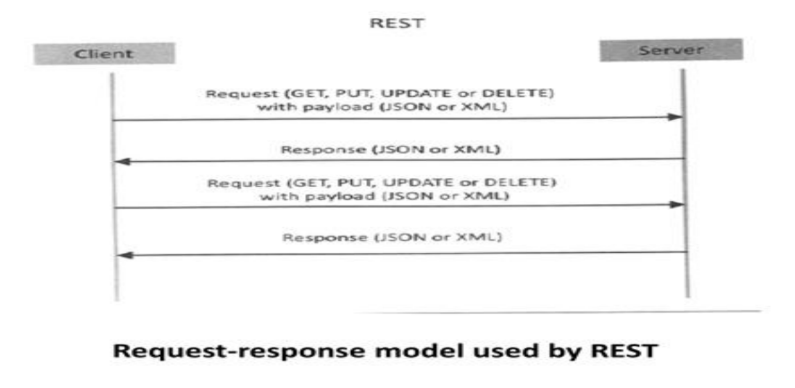 REST
Client
Server
Request (GET, PUT, UPDATE or DELETE)
with payload (JSON or XML)
Response (JSON or XML)
Request (GET, PUT, UPDATE or DELETE)
with payload (JSON or XML)
Response (JSON or XML)
Request-response model used by REST